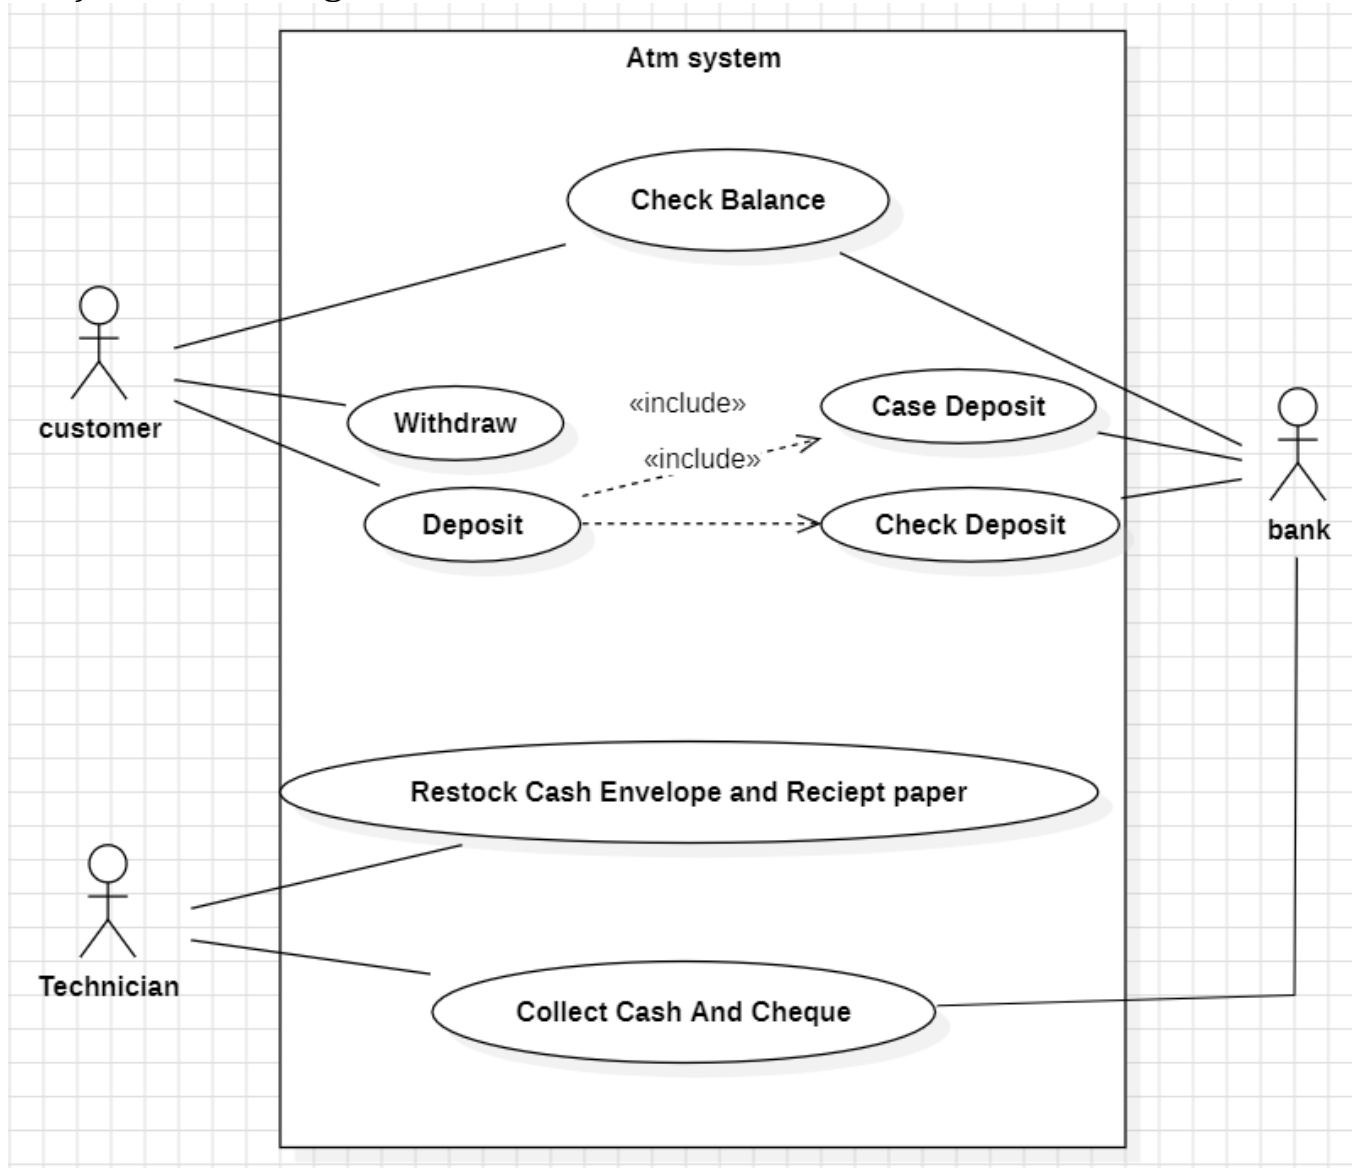 Atm system
Check Balance
customer
Withdraw
«include»
Case Deposit
«include»
Deposit
Check Deposit
bank
Restock Cash Envelope and Reciept paper
Technician
Collect Cash And Cheque